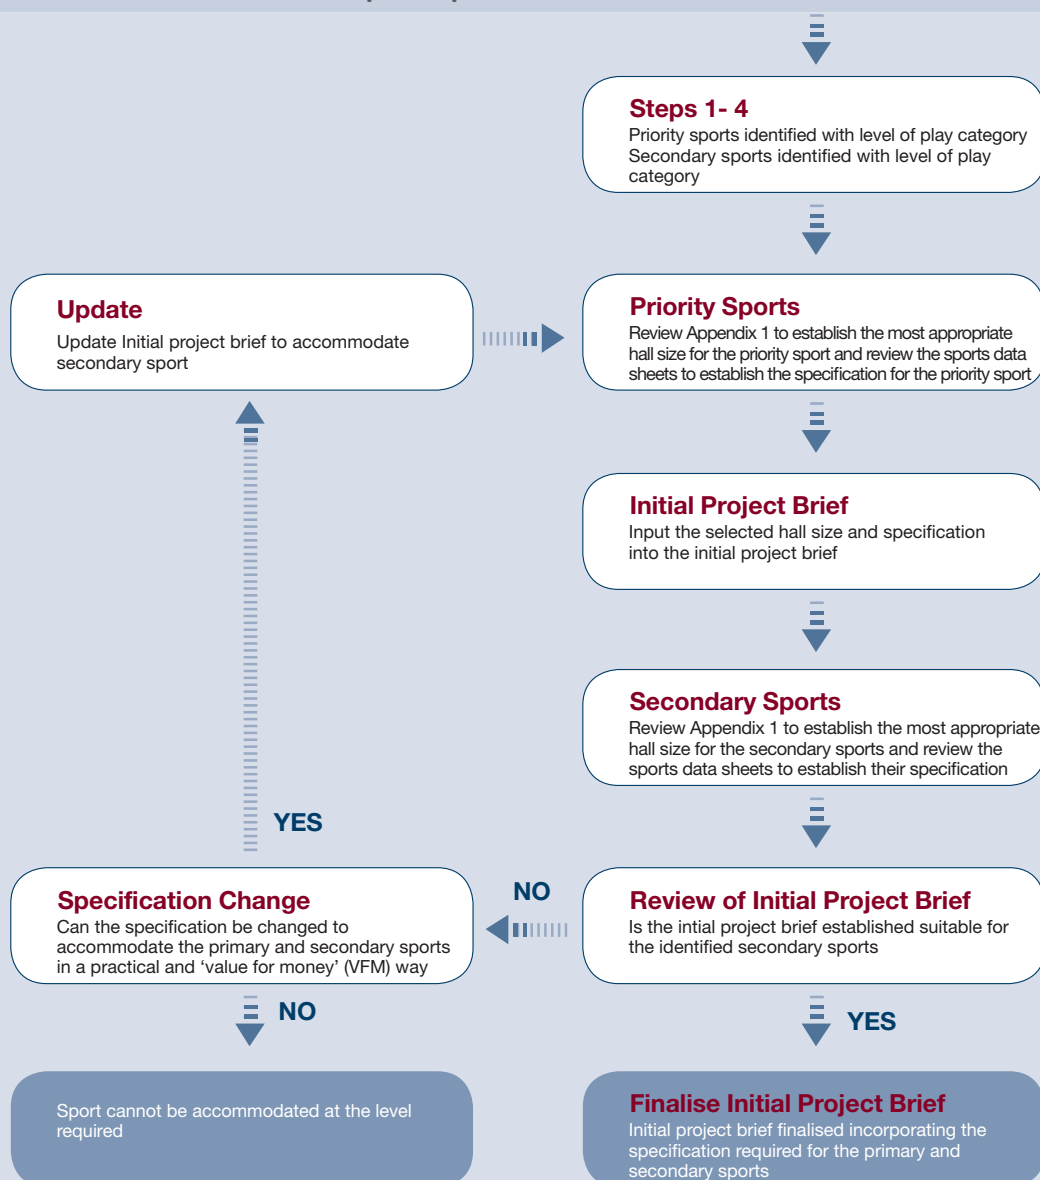 Steps 1- 4
Priority sports identified with level of play category
Secondary sports identified with level of play
category
Update
Update Initial project brief to accommodate
secondary sport
Priority Sports
Review Appendix 1 to establish the most appropriate
hall size for the priority sport and review the sports data
sheets to establish the specification for the priority sport
Initial Project Brief
Input the selected hall size and specification
into the initial project brief
Secondary Sports
Review Appendix 1 to establish the most appropriate
hall size for the secondary sports and review the
sports data sheets to establish their specification
YES
Specification Change
Can the specification be changed to
accommodate the primary and secondary sports
in a practical and ‘value for money’ (VFM) way
NO
Review of Initial Project Brief
Is the intial project brief established suitable for
the identified secondary sports
NO
YES
Sport cannot be accommodated at the level
required
Finalise Initial Project Brief
Initial project brief finalised incorporating the
specification required for the primary and
secondary sports